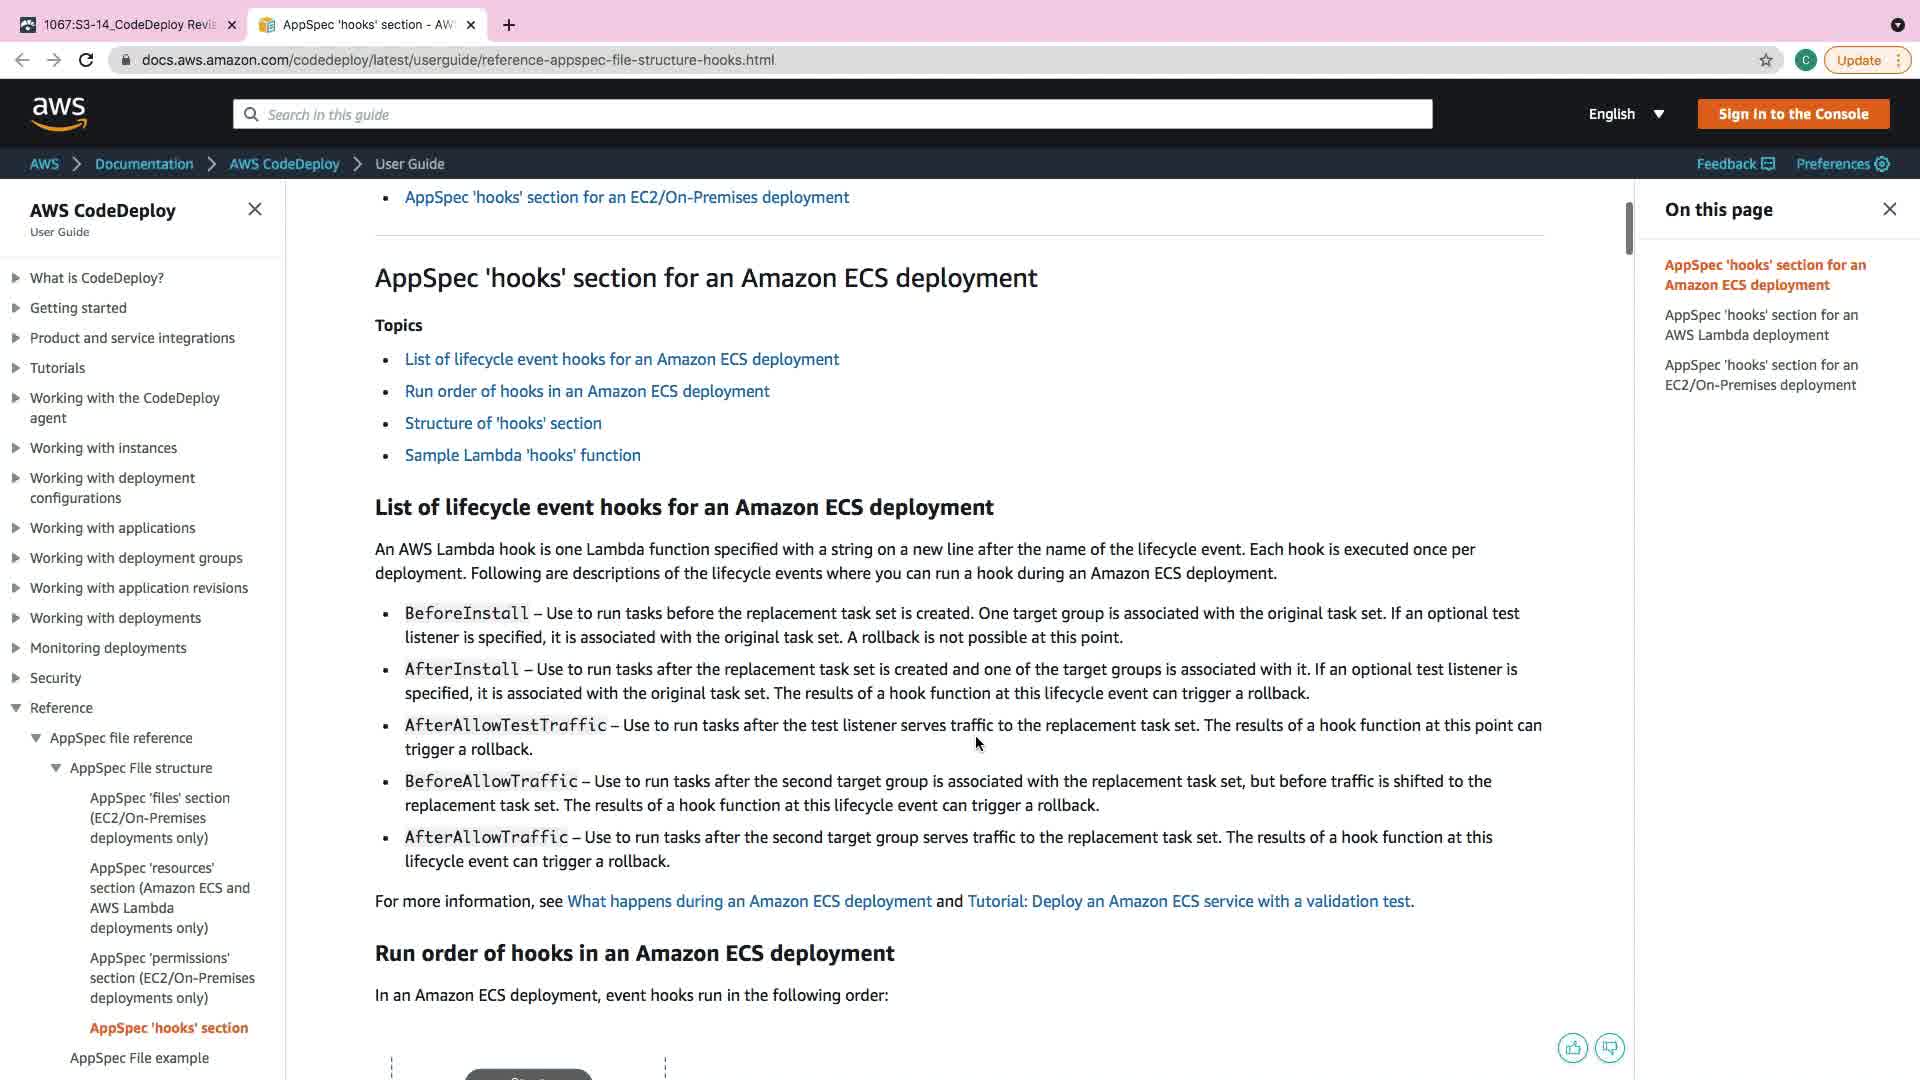 1067:S3-14_CodeDeploy Revi
AppSpec 'hooks' section - AW
docs.aws.amazon.com/codedeploy/latest/userguide/reference-appspec-file-structure-hooks.html
C
Update
aws
Search in this guide
English
Sign In to the Console
AWS
Documentation
AWS CodeDeploy
User Guide
Feedback
Preferences
AWS CodeDeploy
User Guide
What is CodeDeploy?
Getting started
Product and service integrations
Tutorials
Working with the CodeDeploy
agent
Working with instances
Working with deployment
configurations
Working with applications
Working with deployment groups
Working with application revisions
Working with deployments
Monitoring deployments
Security
Reference
AppSpec file reference
AppSpec File structure
AppSpec 'files' section
(EC2/On-Premises
deployments only)
AppSpec 'resources'
section (Amazon ECS and
AWS Lambda
deployments only)
AppSpec 'permissions'
section (EC2/On-Premises
deployments only)
AppSpec 'hooks' section
AppSpec File example
• AppSpec 'hooks' section for an EC2/On-Premises deployment
AppSpec 'hooks' section for an Amazon ECS deployment
Topics
• List of lifecycle event hooks for an Amazon ECS deployment
• Run order of hooks in an Amazon ECS deployment
• Structure of 'hooks' section
• Sample Lambda 'hooks' function
List of lifecycle event hooks for an Amazon ECS deployment
An AWS Lambda hook is one Lambda function specified with a string on a new line after the name of the lifecycle event. Each hook is executed once per
deployment. Following are descriptions of the lifecycle events where you can run a hook during an Amazon ECS deployment.
• BeforeInstall – Use to run tasks before the replacement task set is created. One target group is associated with the original task set. If an optional test
listener is specified, it is associated with the original task set. A rollback is not possible at this point.
• AfterInstall – Use to run tasks after the replacement task set is created and one of the target groups is associated with it. If an optional test listener is
specified, it is associated with the original task set. The results of a hook function at this lifecycle event can trigger a rollback.
• AfterAllowTestTraffic – Use to run tasks after the test listener serves traffic to the replacement task set. The results of a hook function at this point can
trigger a rollback.
• BeforeAllowTraffic – Use to run tasks after the second target group is associated with the replacement task set, but before traffic is shifted to the
replacement task set. The results of a hook function at this lifecycle event can trigger a rollback.
• AfterAllowTraffic – Use to run tasks after the second target group serves traffic to the replacement task set. The results of a hook function at this
lifecycle event can trigger a rollback.
For more information, see What happens during an Amazon ECS deployment and Tutorial: Deploy an Amazon ECS service with a validation test.
Run order of hooks in an Amazon ECS deployment
In an Amazon ECS deployment, event hooks run in the following order:
On this page
AppSpec 'hooks' section for an
Amazon ECS deployment
AppSpec 'hooks' section for an
AWS Lambda deployment
AppSpec 'hooks' section for an
EC2/On-Premises deployment